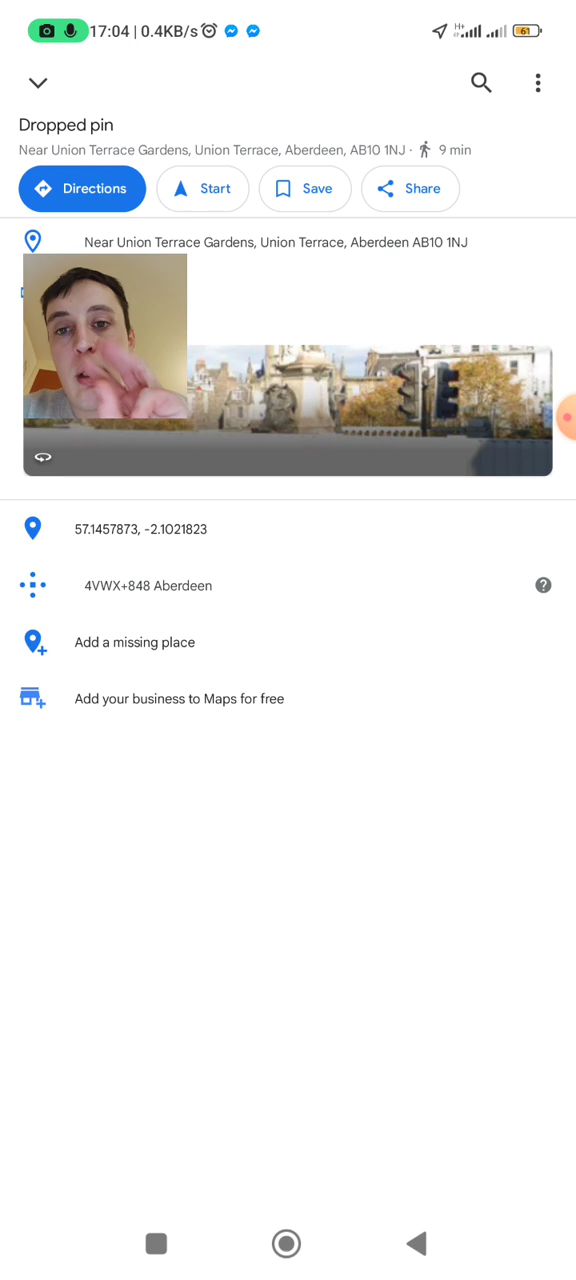 17:04 | 0.4KB/s H+ 61
Dropped pin
Near Union Terrace Gardens, Union Terrace, Aberdeen, AB10 1NJ · 9 min
Directions Start Save Share
Near Union Terrace Gardens, Union Terrace, Aberdeen AB10 1NJ
57.1457873, -2.1021823
4VWX+848 Aberdeen ?
Add a missing place
Add your business to Maps for free